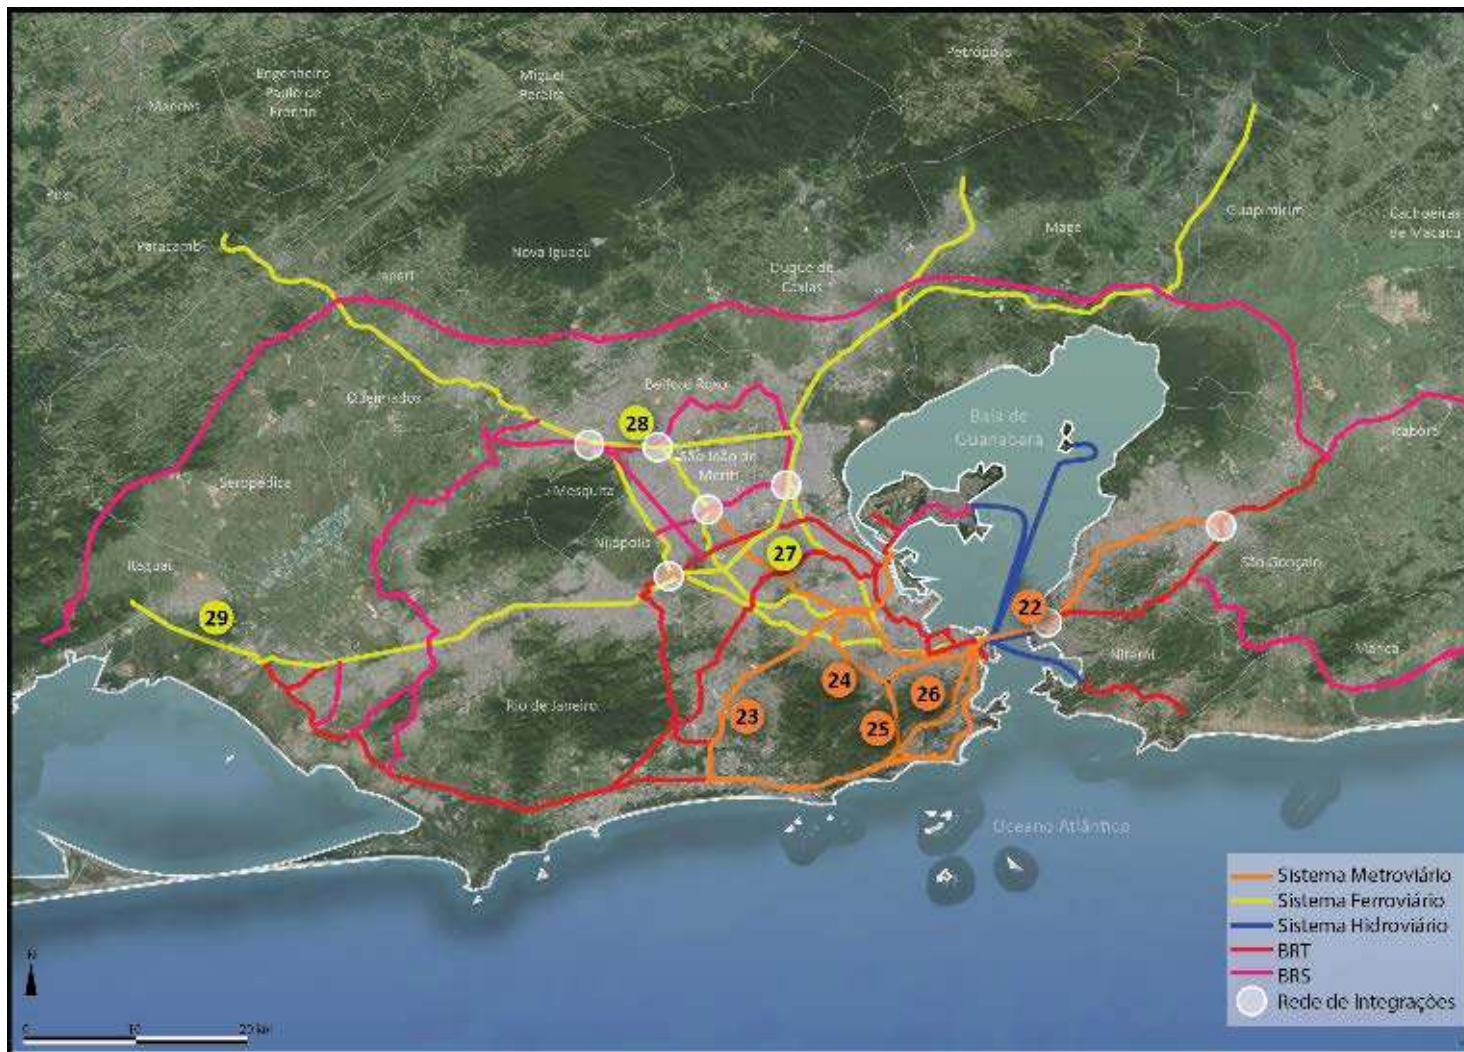 Petrópolis
Engenheiro
Paulo de
Frontin
Miguel
Pereira
Mendes
Piraí
Guapimirim
Cachoeiras
de Macacu
Magé
Paracambi
Nova Iguaçu
Japeri
Duque de
Caxias
Belford Roxo
Queimados
Baía de
Guanabara
28
Itaboraí
São João de
Meriti
Seropédica
Mesquita
Nilópolis
27
São Gonçalo
Itaguaí
29
22
Niterói
Maricá
24
26
Rio de Janeiro
23
25
Oceano Atlântico
Sistema Metroviário
Sistema Ferroviário
Sistema Hidroviário
BRT
BRS
Rede de Integrações
N
0 10 20 km